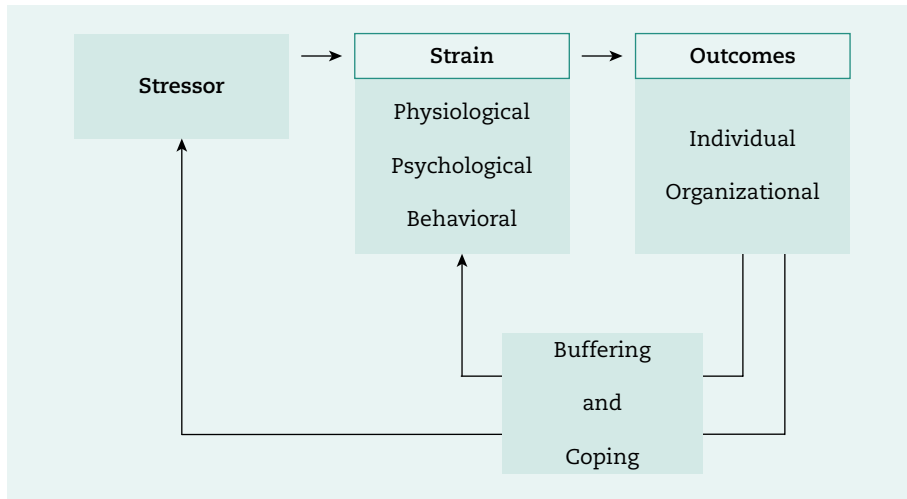 Stressor
Strain
Physiological
Psychological
Behavioral
Outcomes
Individual
Organizational
Buffering
and
Coping